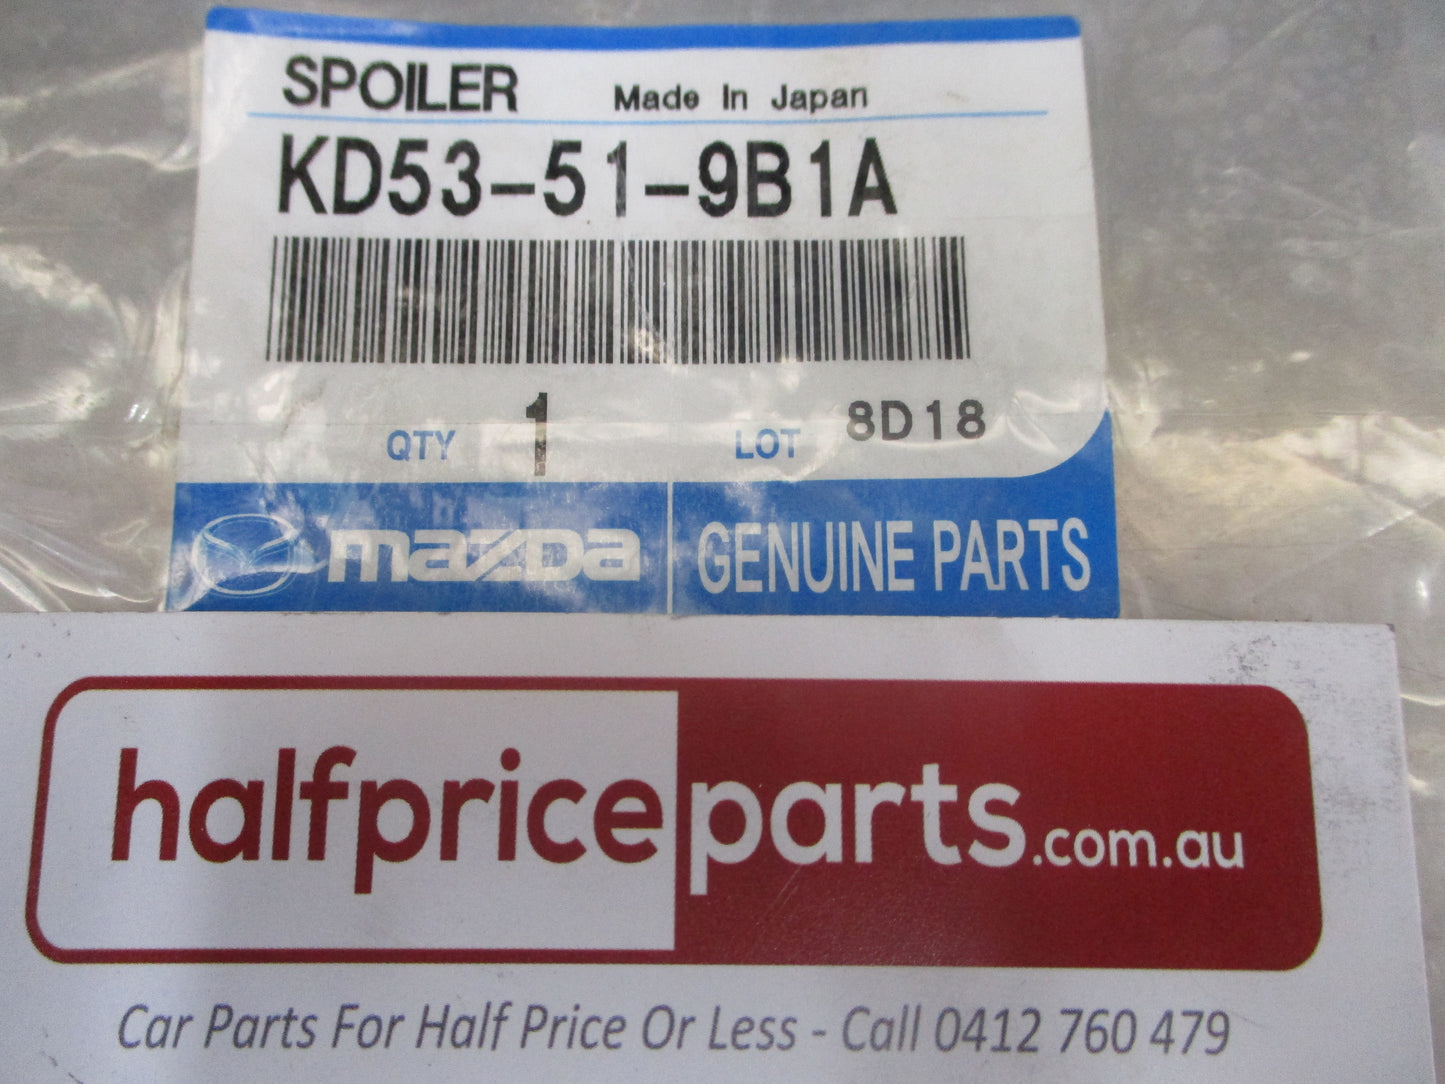 SPOILER Made In Japan
KD53-51-9B1A
QTY 1 LOT 8D18
mazda GENUINE PARTS
halfpriceparts.com.au
Car Parts For Half Price Or Less - Call 0412 760 479